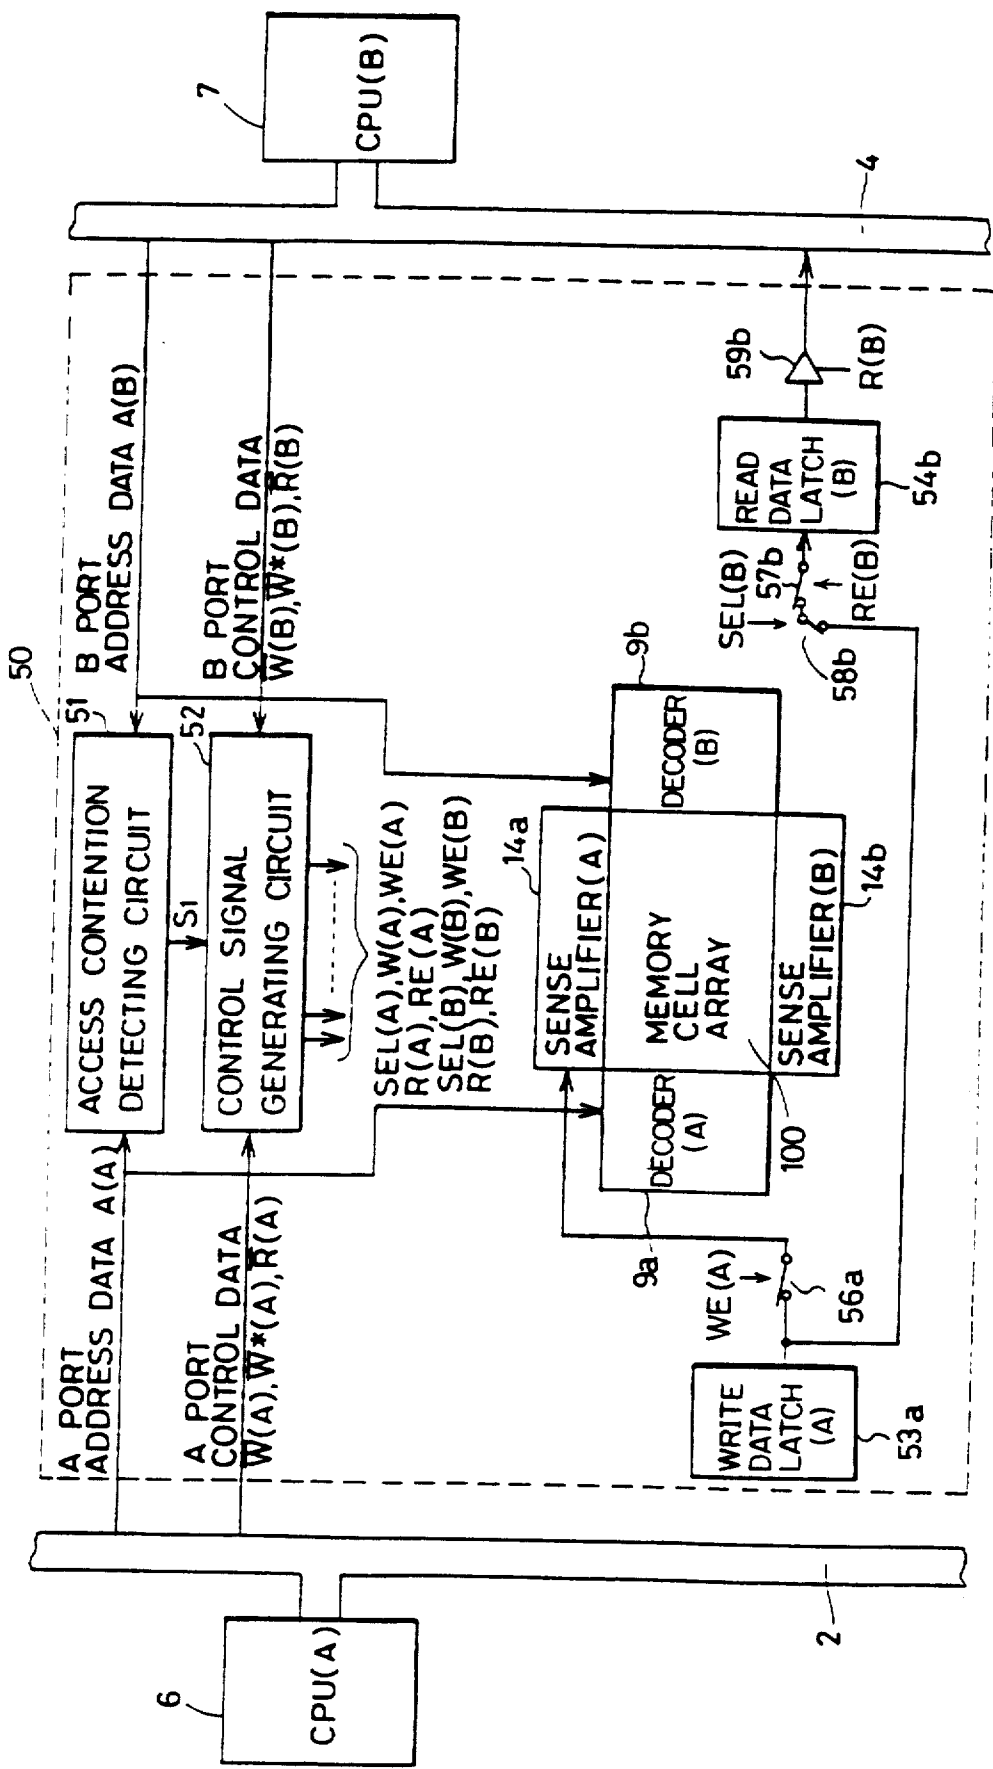 50
A PORT
ADDRESS DATA A(A)
ACCESS CONTENTION
DETECTING CIRCUIT
51
B PORT
ADDRESS DATA A(B)
S1
A PORT
CONTROL DATA
W̅(A),W̅*(A),R̅(A)
CONTROL SIGNAL
GENERATING CIRCUIT
52
B PORT
CONTROL DATA
W̅(B),W̅*(B),R̅(B)
6
CPU(A)
7
CPU(B)
SEL(A),W(A),WE(A)
R(A),RE(A)
SEL(B),W(B),WE(B)
R(B),RE(B)
14a
SENSE
AMPLIFIER(A)
9a
DECODER
(A)
MEMORY
CELL
ARRAY
DECODER
(B)
9b
100
SENSE
AMPLIFIER(B)
14b
WE(A)
56a
WRITE
DATA
LATCH
(A)
53a
SEL(B)
57b
RE(B)
58b
READ
DATA
LATCH
(B)
54b
59b
R(B)
2
4